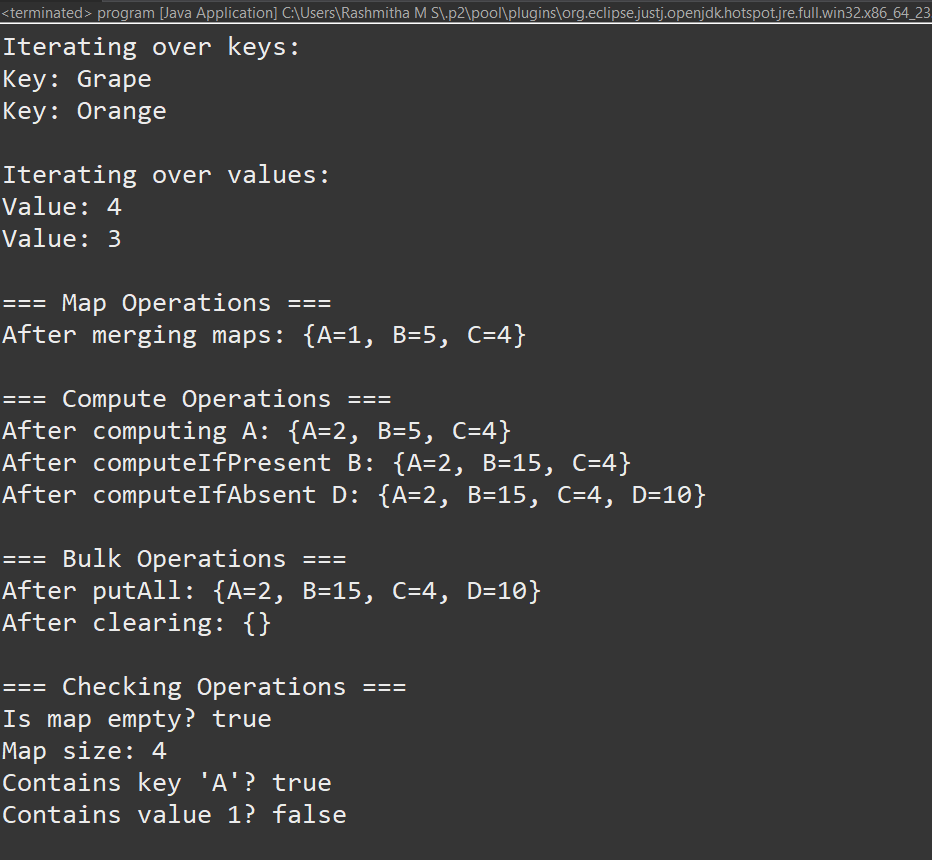 <terminated> program [Java Application] C:\Users\Rashmitha M S\.p2\pool\plugins\org.eclipse.justj.openjdk.hotspot.jre.full.win32.x86_64_23
Iterating over keys:
Key: Grape
Key: Orange
Iterating over values:
Value: 4
Value: 3
=== Map Operations ===
After merging maps: {A=1, B=5, C=4}
=== Compute Operations ===
After computing A: {A=2, B=5, C=4}
After computeIfPresent B: {A=2, B=15, C=4}
After computeIfAbsent D: {A=2, B=15, C=4, D=10}
=== Bulk Operations ===
After putAll: {A=2, B=15, C=4, D=10}
After clearing: {}
=== Checking Operations ===
Is map empty? true
Map size: 4
Contains key 'A'? true
Contains value 1? false